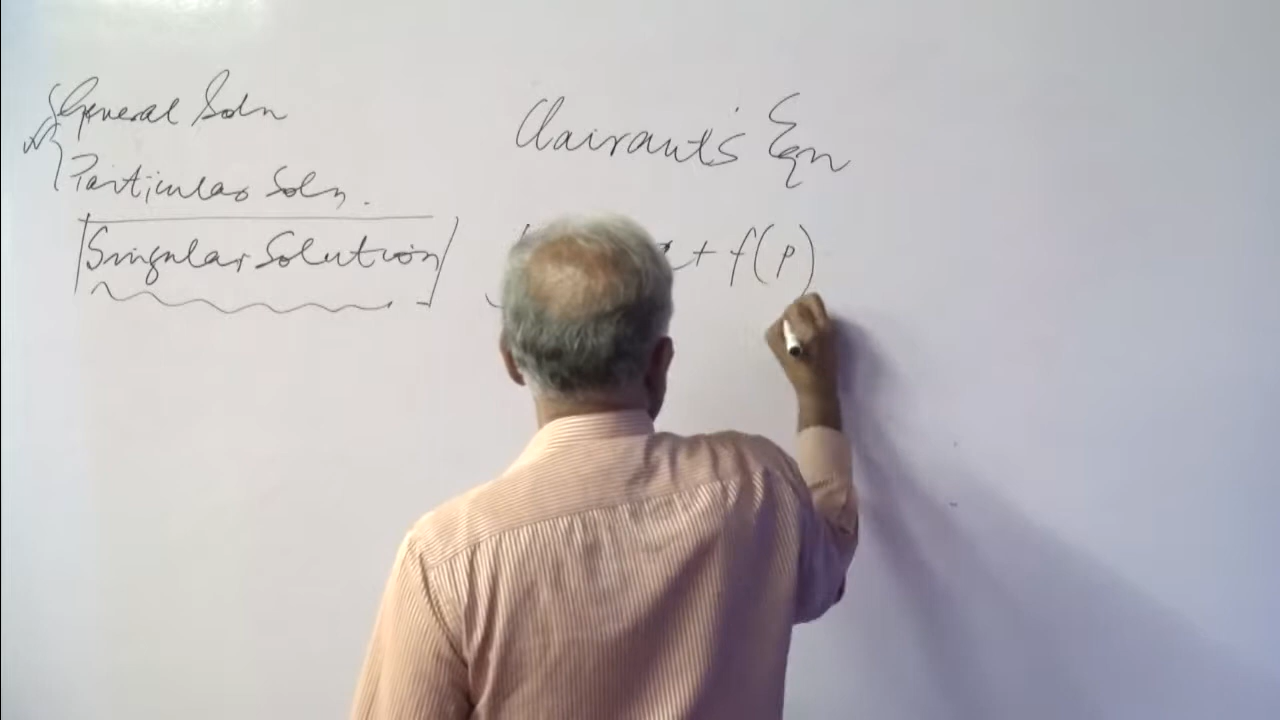 General Soln
Particular Soln.
Singular Solution
Clairaut's Eqn
+ f(p)